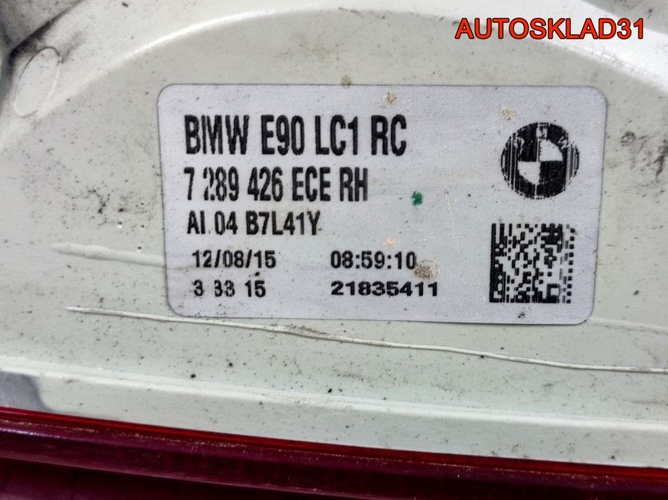 AUTOSKLAD31
BMW E90 LC1 RC
7 289 426 ECE RH
AI.04 B7L41Y
12/08/15 08:59:10
3 33 15 21835411